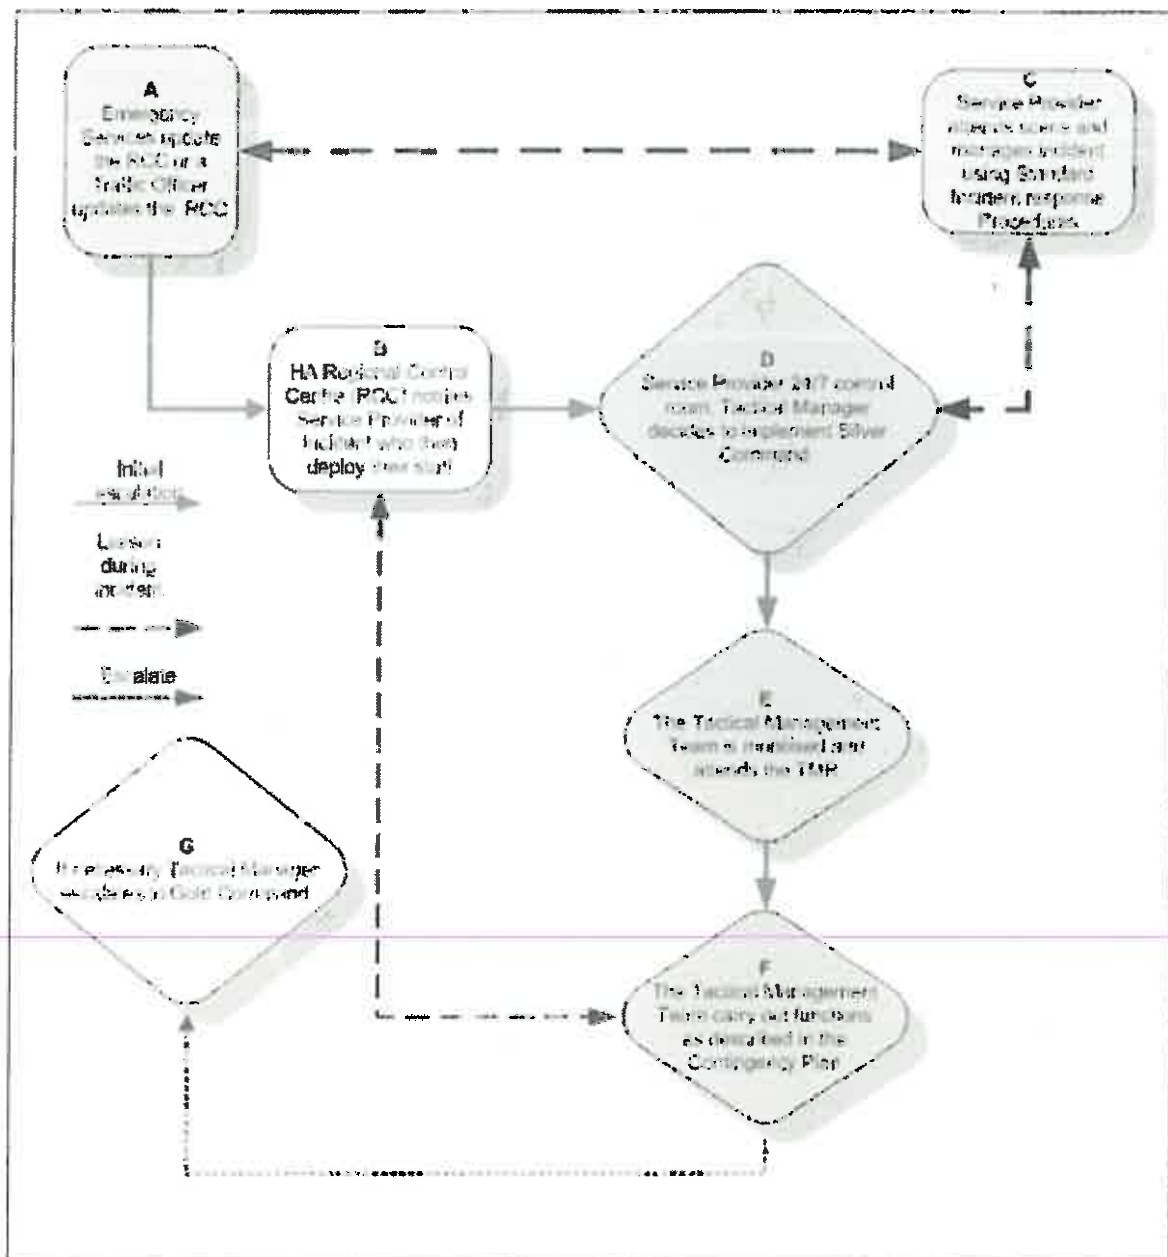 A
Emergency
Services update
the RCC or a
Traffic Officer
updates the RCC
C
Service Provider
attends scene and
manages incident
using Standard
Incident response
Procedures
B
HA Regional Control
Centre (RCC) notifies
Service Provider of
Incident who then
deploy their staff
D
Service Provider 24/7 control
room. Tactical Manager
decides to implement Silver
Command
Initial
escalation
Liaison
during
incident
Escalate
E
The Tactical Management
Team is mobilised and
attends the TMR
G
If necessary Tactical Manager
escalates to Gold Command
F
The Tactical Management
Team carry out functions
as described in the
Contingency Plan